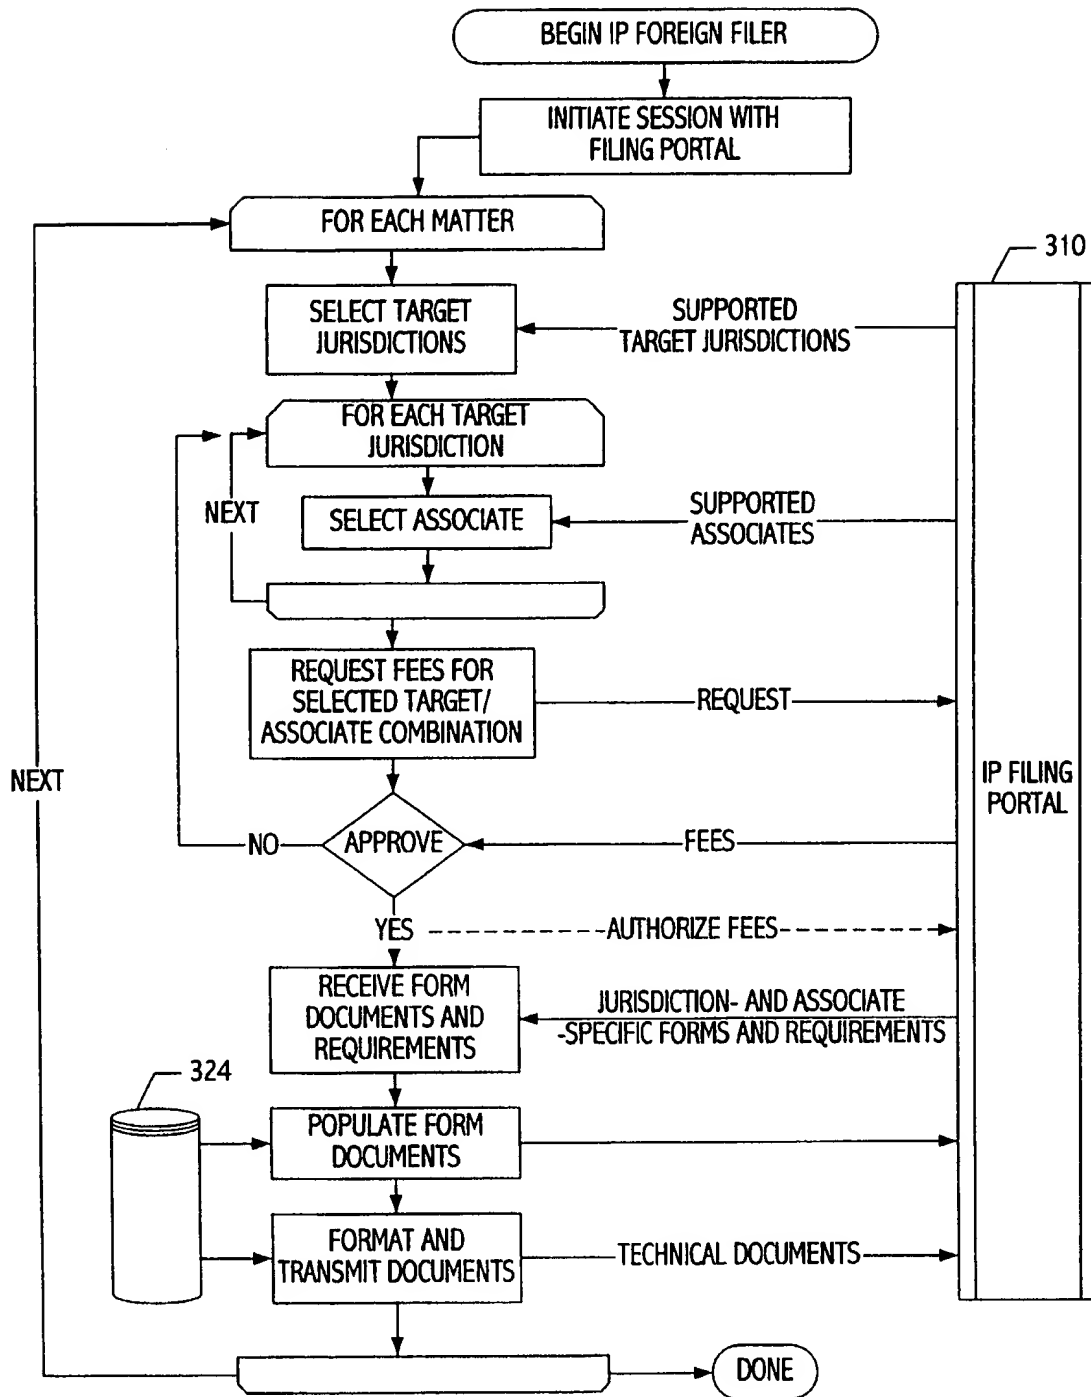 BEGIN IP FOREIGN FILER
INITIATE SESSION WITH
FILING PORTAL
FOR EACH MATTER
310
SELECT TARGET
JURISDICTIONS
SUPPORTED
TARGET JURISDICTIONS
FOR EACH TARGET
JURISDICTION
NEXT
SELECT ASSOCIATE
SUPPORTED
ASSOCIATES
REQUEST FEES FOR
SELECTED TARGET/
ASSOCIATE COMBINATION
REQUEST
NEXT
IP FILING
PORTAL
NO
APPROVE
FEES
YES
AUTHORIZE FEES
RECEIVE FORM
DOCUMENTS AND
REQUIREMENTS
JURISDICTION- AND ASSOCIATE
-SPECIFIC FORMS AND REQUIREMENTS
324
POPULATE FORM
DOCUMENTS
FORMAT AND
TRANSMIT DOCUMENTS
TECHNICAL DOCUMENTS
DONE